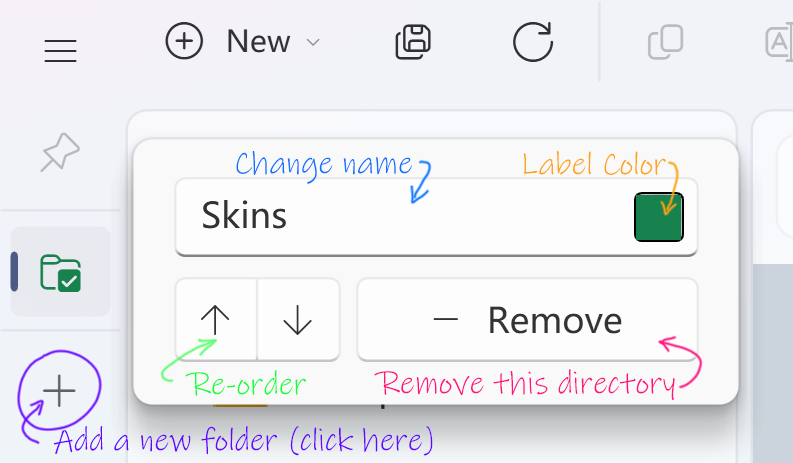 New
Change name
Label Color
Skins
Remove
Re-order
Remove this directory
Add a new folder (click here)